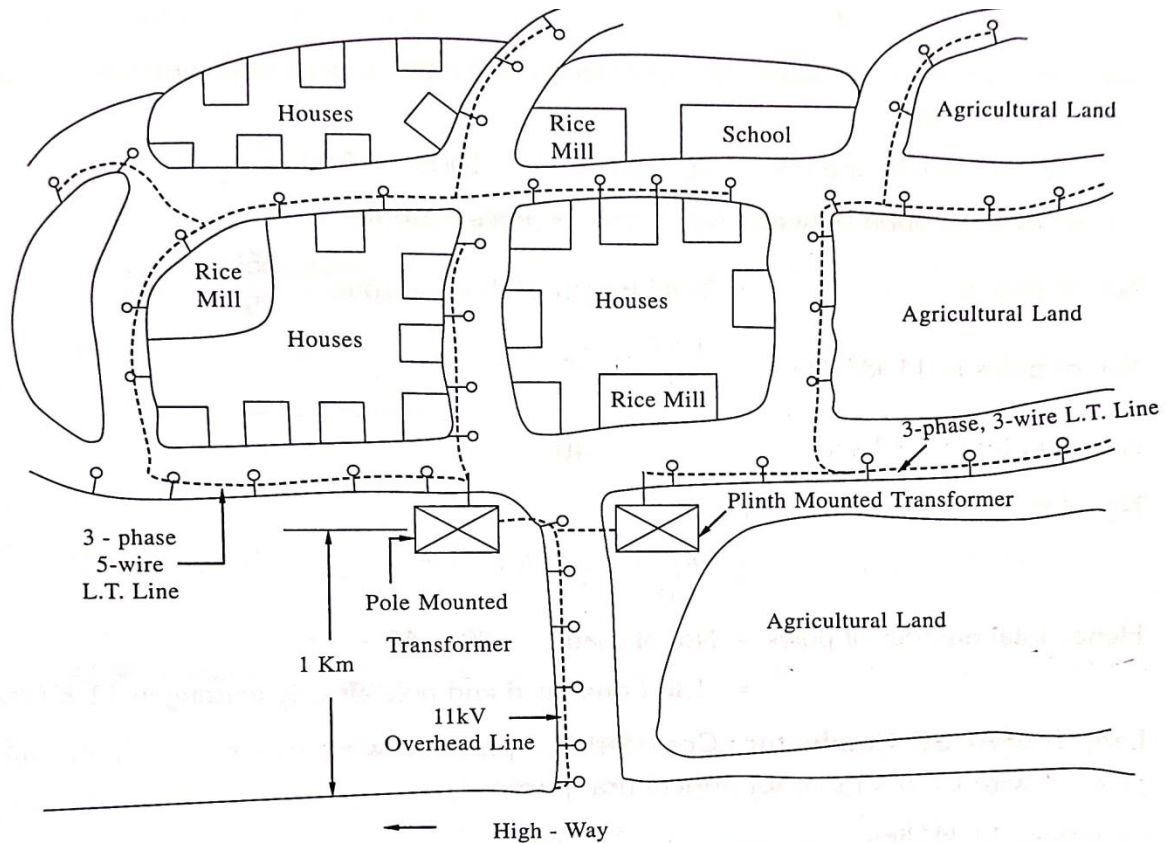 Houses
Rice
Mill
School
Agricultural Land
Rice
Mill
Houses
Houses
Rice Mill
Agricultural Land
3-phase, 3-wire L.T. Line
Plinth Mounted Transformer
3 - phase
5-wire
L.T. Line
Pole Mounted
Transformer
1 Km
11kV
Overhead Line
Agricultural Land
High - Way